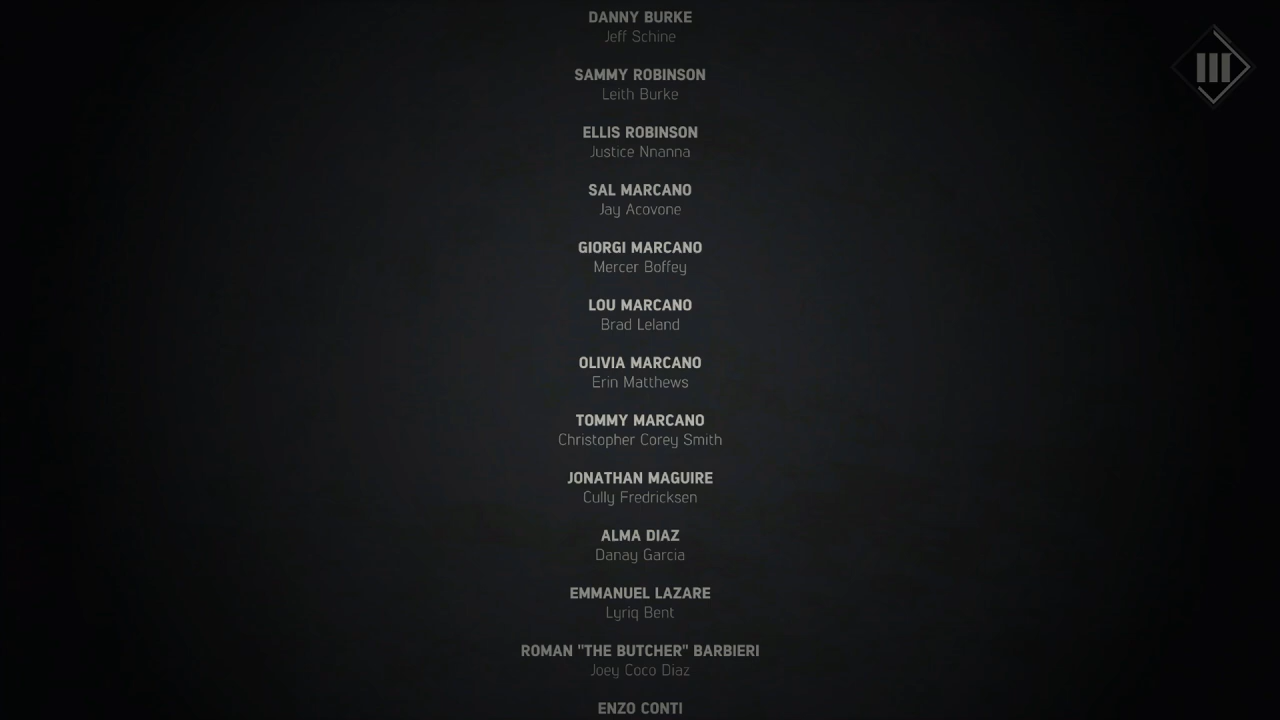 DANNY BURKE
Jeff Schine
SAMMY ROBINSON
Leith Burke
ELLIS ROBINSON
Justice Nnanna
SAL MARCANO
Jay Acovone
GIORGI MARCANO
Mercer Boffey
LOU MARCANO
Brad Leland
OLIVIA MARCANO
Erin Matthews
TOMMY MARCANO
Christopher Corey Smith
JONATHAN MAGUIRE
Cully Fredricksen
ALMA DIAZ
Danay Garcia
EMMANUEL LAZARE
Lyriq Bent
ROMAN "THE BUTCHER" BARBIERI
Joey Coco Diaz
ENZO CONTI
III